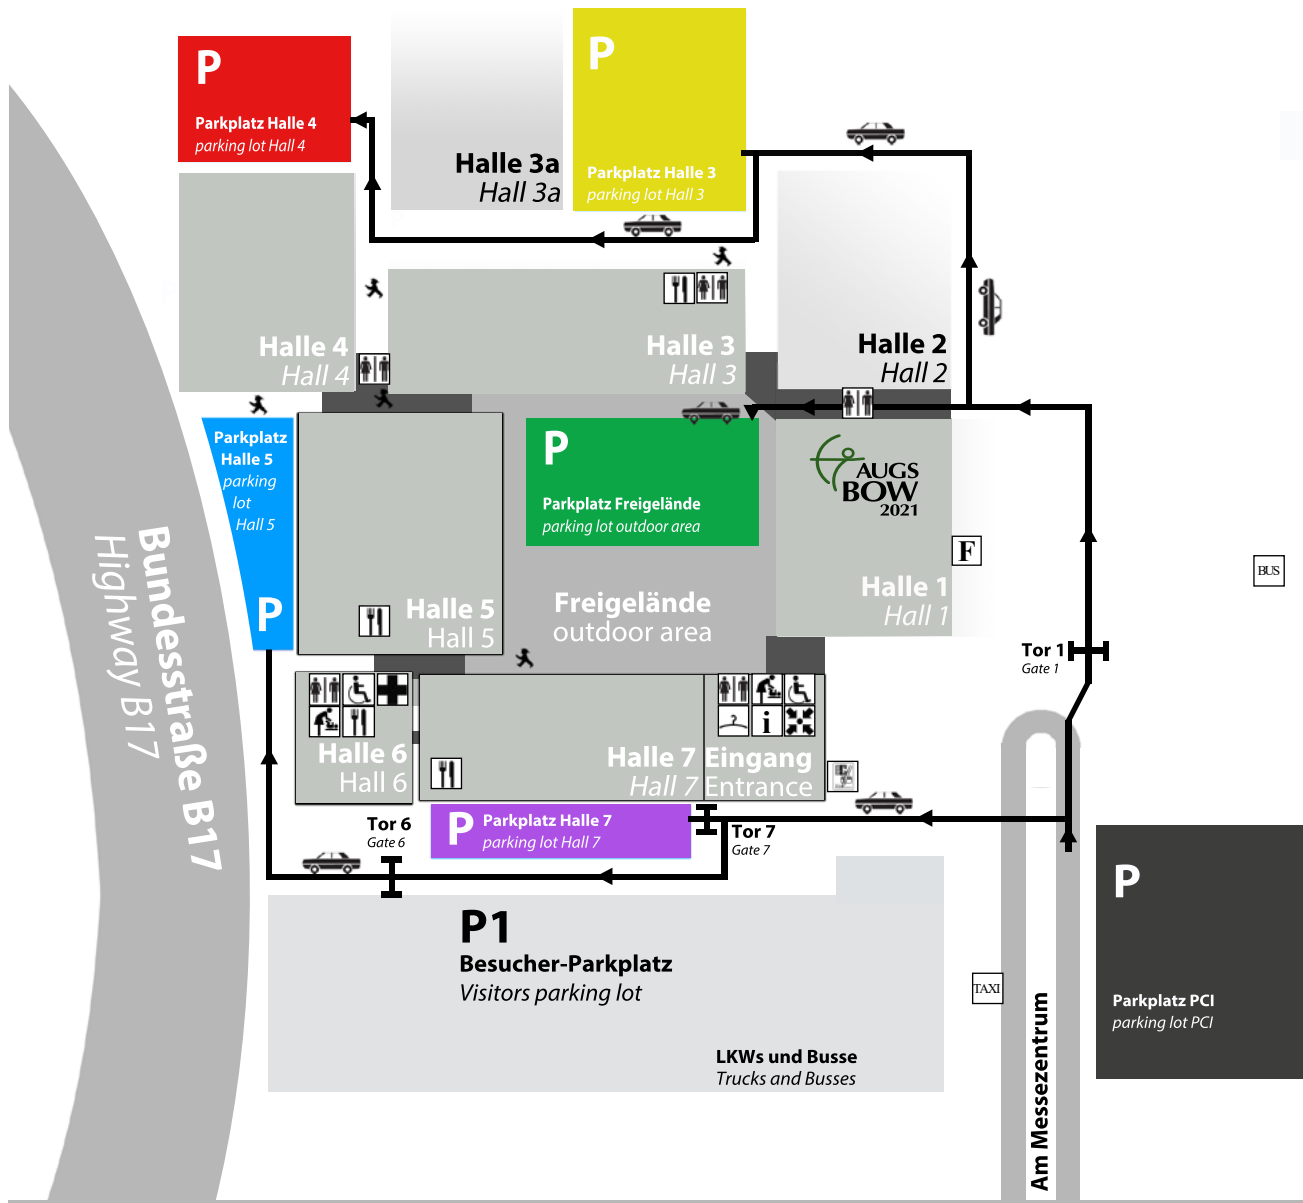 P
Parkplatz Halle 4
parking lot Hall 4
Halle 3a
Hall 3a
P
Parkplatz Halle 3
parking lot Hall 3
Halle 4
Hall 4
Halle 3
Hall 3
Halle 2
Hall 2
Parkplatz
Halle 5
parking
lot
Hall 5
P
P
Parkplatz Freigelände
parking lot outdoor area
AUGS
BOW
2021
F
BUS
Halle 1
Hall 1
Halle 5
Hall 5
Freigelände
outdoor area
Tor 1
Gate 1
Bundesstraße B17
Highway B17
Halle 6
Hall 6
i
Halle 7
Hall 7
Eingang
Entrance
P
Parkplatz Halle 7
parking lot Hall 7
Tor 6
Gate 6
Tor 7
Gate 7
P1
Besucher-Parkplatz
Visitors parking lot
LKWs und Busse
Trucks and Busses
TAXI
Am Messezentrum
P
Parkplatz PCI
parking lot PCI